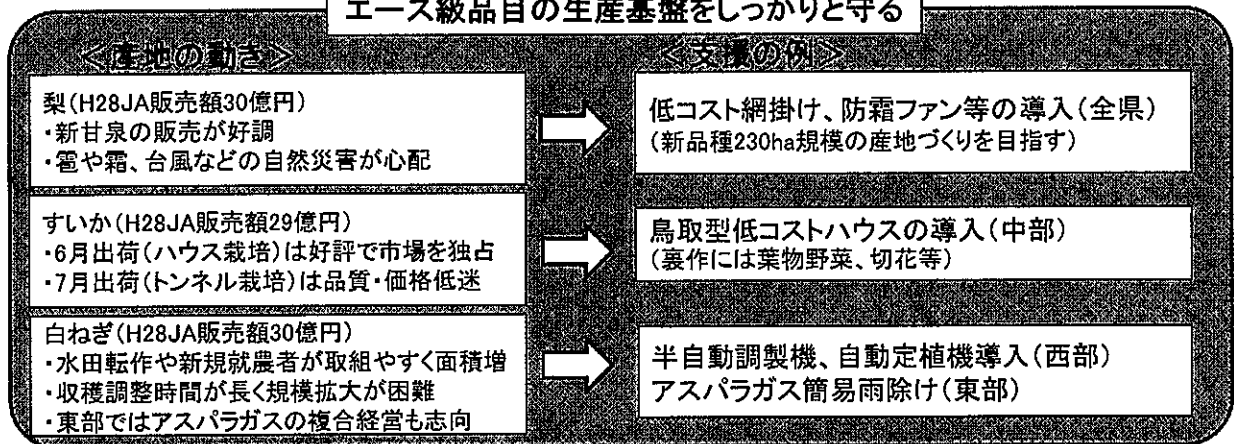 エース級品目の生産基盤をしっかりと守る
＜産地の動き＞
梨(H28JA販売額30億円)
・新甘泉の販売が好調
・雹や霜、台風などの自然災害が心配
すいか(H28JA販売額29億円)
・6月出荷(ハウス栽培)は好評で市場を独占
・7月出荷(トンネル栽培)は品質・価格低迷
白ねぎ(H28JA販売額30億円)
・水田転作や新規就農者が取組やすく面積増
・収穫調整時間が長く規模拡大が困難
・東部ではアスパラガスの複合経営も志向
＜支援の例＞
低コスト網掛け、防霜ファン等の導入(全県)
(新品種230ha規模の産地づくりを目指す)
鳥取型低コストハウスの導入(中部)
(裏作には葉物野菜、切花等)
半自動調製機、自動定植機導入(西部)
アスパラガス簡易雨除け(東部)